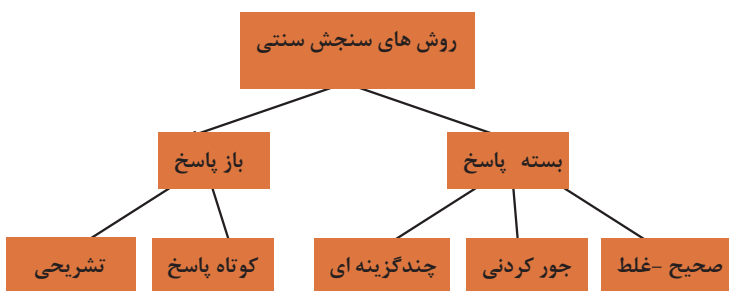 روش های سنجش سنتی
بسته پاسخ
باز پاسخ
صحیح -غلط
جور کردنی
چندگزینه ای
کوتاه پاسخ
تشریحی